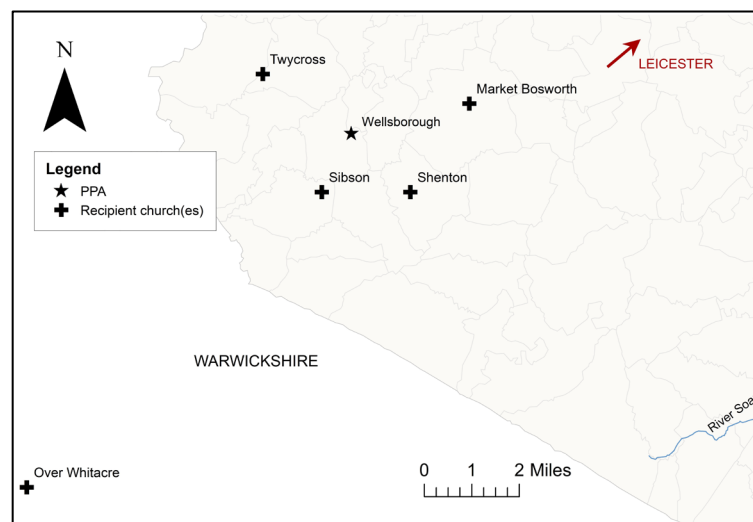 N
Twycross
LEICESTER
Market Bosworth
Wellsborough
Legend
PPA
Recipient church(es)
Sibson
Shenton
WARWICKSHIRE
River Soa
Over Whitacre
0 1 2 Miles